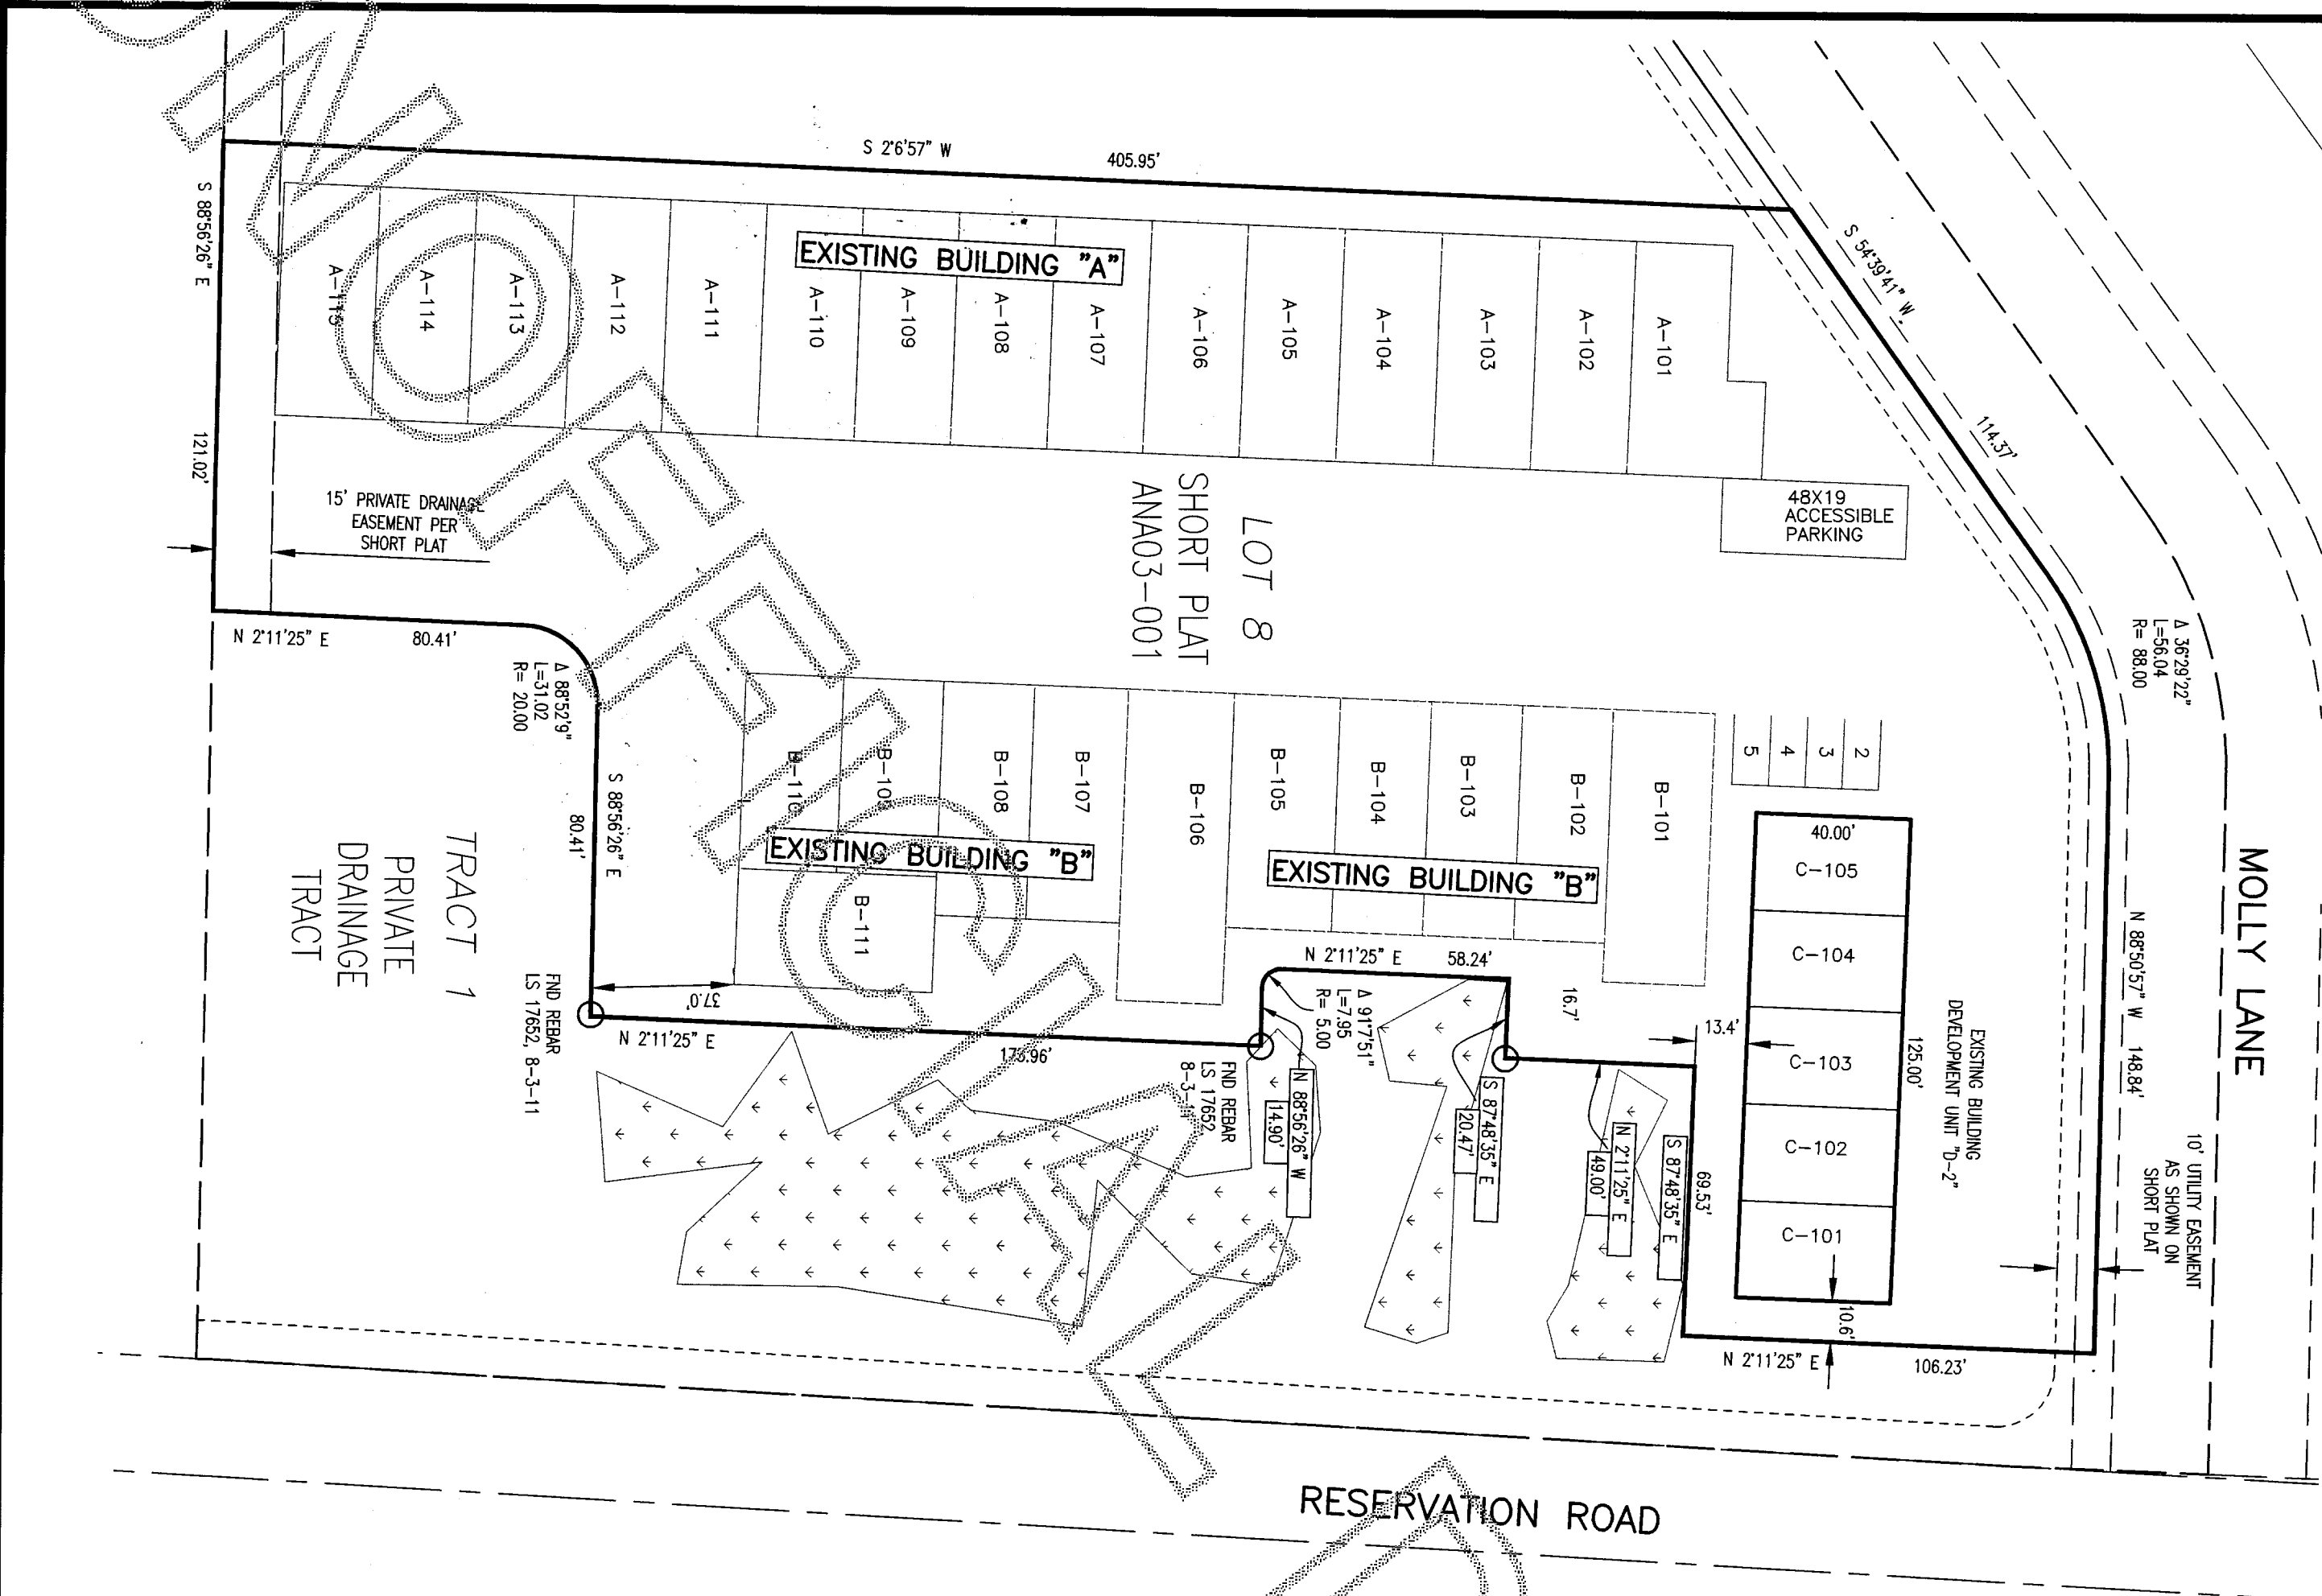 S 2°6'57" W 405.95'
S 54°39'41" W
114.37'
S 88°56'26" E
121.02'
EXISTING BUILDING "A"
A-115
A-114
A-113
A-112
A-111
A-110
A-109
A-108
A-107
A-106
A-105
A-104
A-103
A-102
A-101
15' PRIVATE DRAINAGE
EASEMENT PER
SHORT PLAT
LOT 8
SHORT PLAT
ANA03-001
48X19
ACCESSIBLE
PARKING
Δ 36°29'22"
L=56.04
R= 88.00
N 2°11'25" E 80.41'
Δ 88°52'9"
L=31.02
R= 20.00
S 88°56'26" E
80.41'
B-110
B-109
B-108
B-107
B-106
B-105
B-104
B-103
B-102
B-101
B-111
EXISTING BUILDING "B"
EXISTING BUILDING "B"
2
3
4
5
40.00'
C-105
C-104
C-103
C-102
C-101
125.00'
EXISTING BUILDING
DEVELOPMENT UNIT "D-2"
MOLLY LANE
N 88°50'57" W 148.84'
10' UTILITY EASEMENT
AS SHOWN ON
SHORT PLAT
TRACT 1
PRIVATE
DRAINAGE
TRACT
FND REBAR
LS 17652, 8-3-11
37.0'
N 2°11'25" E
173.96'
FND REBAR
LS 17652,
N 88°56'26" W
14.90'
Δ 91°7'51"
L=7.95
R= 5.00
N 2°11'25" E 58.24'
S 87°48'35" E
20.47'
16.7'
13.4'
N 2°11'25" E
49.00'
S 87°48'35" E
69.53'
10.6'
N 2°11'25" E
106.23'
RESERVATION ROAD
UNOFFICIAL